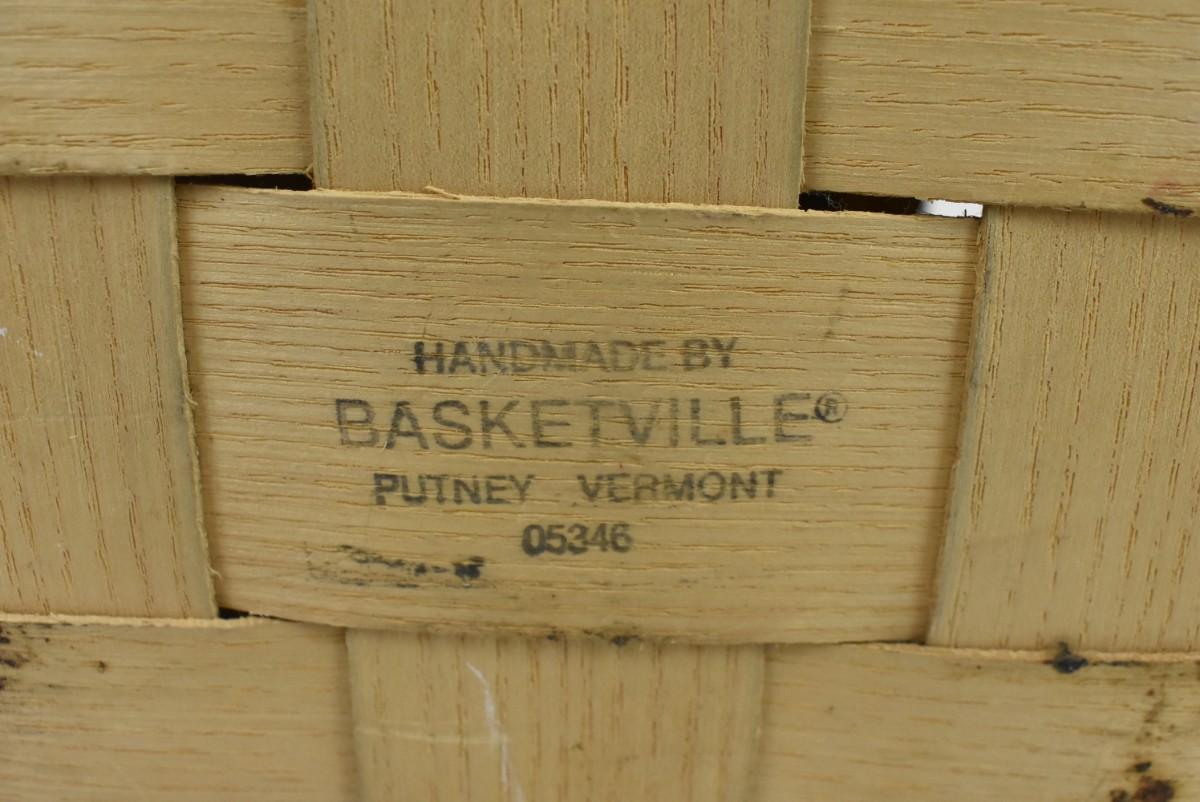 HANDMADE BY
BASKETVILLE®
PUTNEY VERMONT
05346